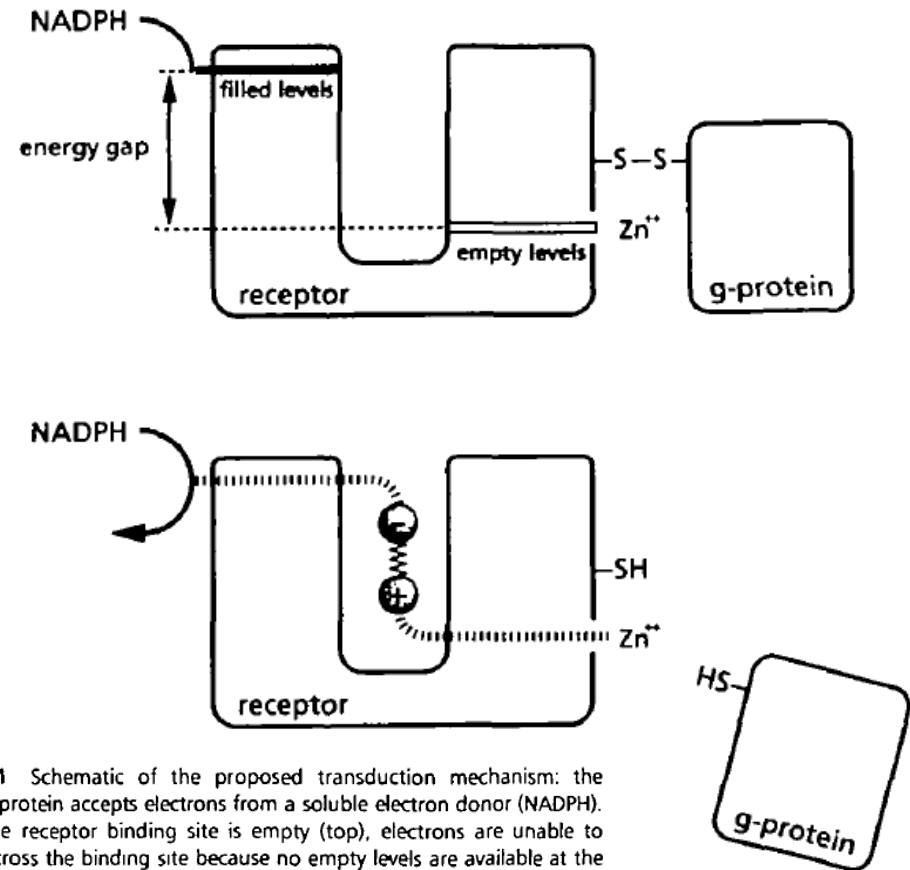 NADPH
filled levels
energy gap
S–S
Zn⁺⁺
empty levels
receptor
g-protein
NADPH
−
+
SH
Zn⁺⁺
HS
receptor
g-protein
1 Schematic of the proposed transduction mechanism: the
protein accepts electrons from a soluble electron donor (NADPH).
e receptor binding site is empty (top), electrons are unable to
cross the binding site because no empty levels are available at the